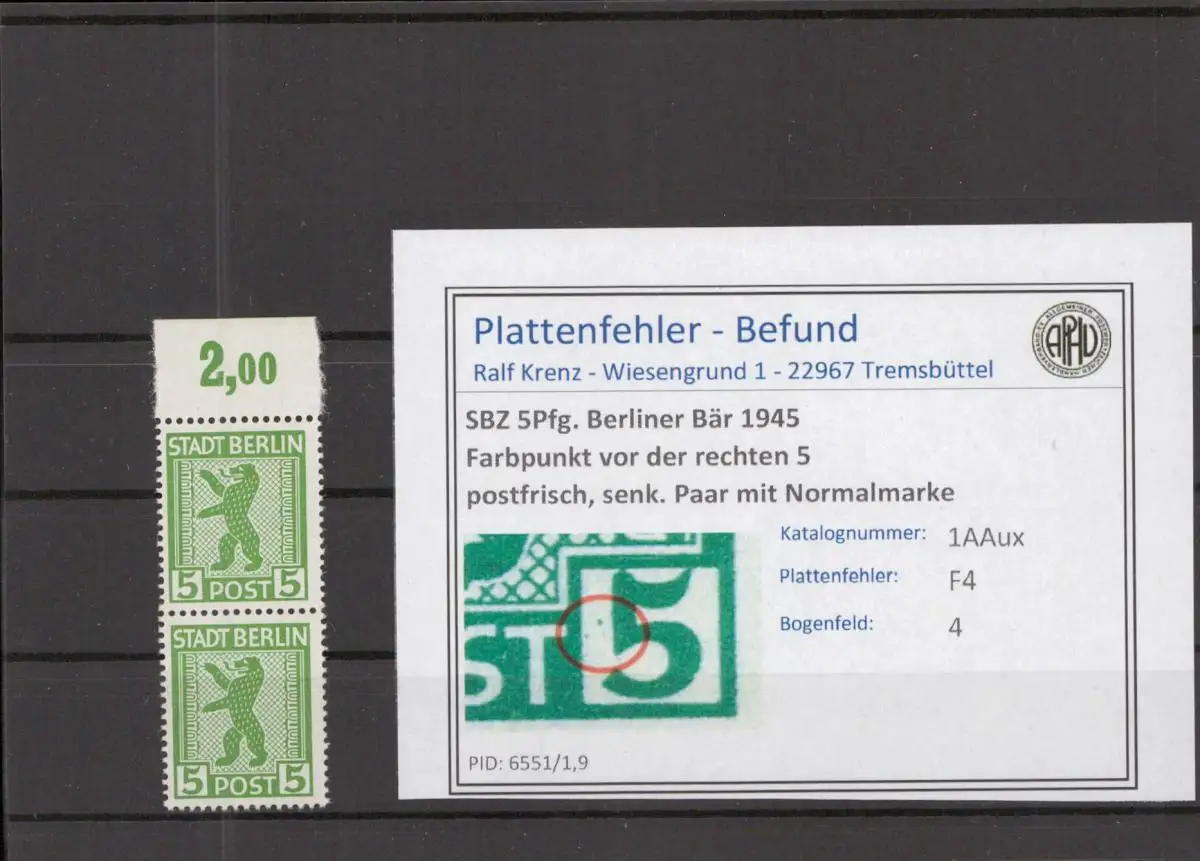 2,00
STADT BERLIN
5 POST 5
STADT BERLIN
5 POST 5
Plattenfehler - Befund
Ralf Krenz - Wiesengrund 1 - 22967 Tremsbüttel
APHV
SBZ 5Pfg. Berliner Bär 1945
Farbpunkt vor der rechten 5
postfrisch, senk. Paar mit Normalmarke
ST 5
Katalognummer: 1AAux
Plattenfehler: F4
Bogenfeld: 4
PID: 6551/1,9